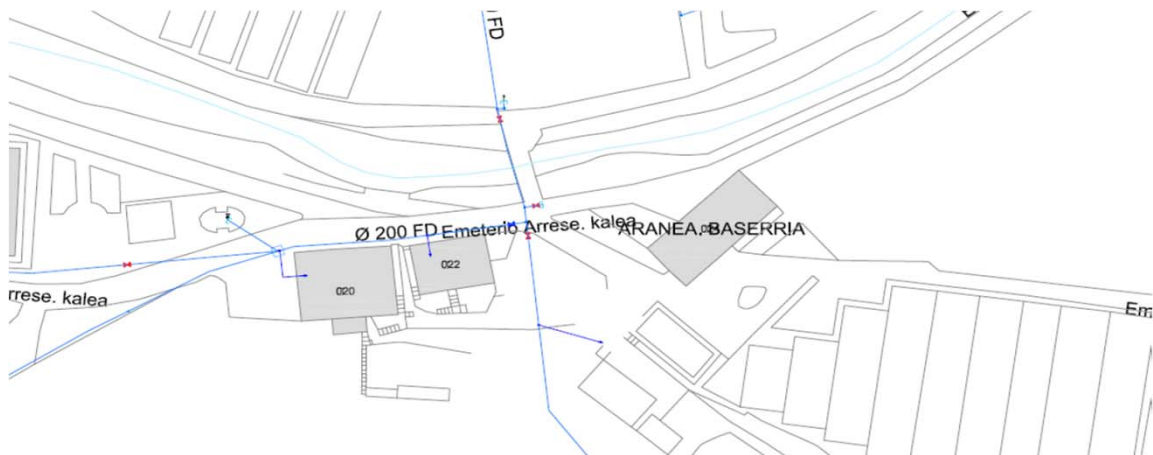 FD
Ø 200 FD Emeterio Arrese. kalea
ARANEA, BASERRIA
022
020
rrese. kalea
Em